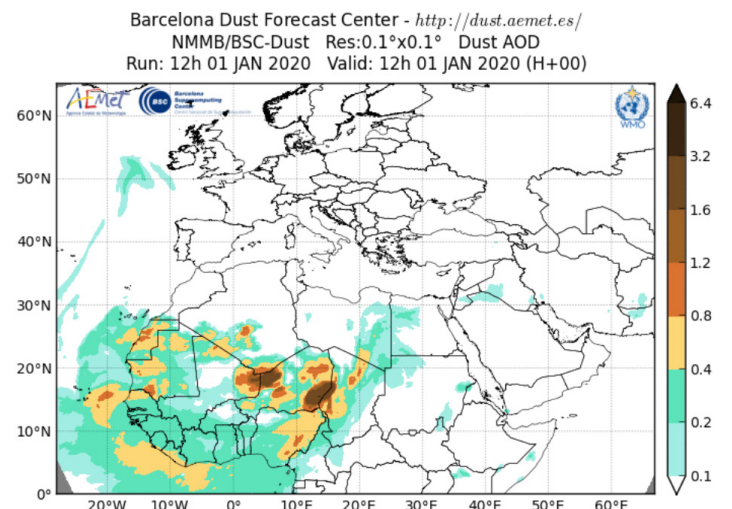 Barcelona Dust Forecast Center - http://dust.aemet.es/
NMMB/BSC-Dust Res:0.1°x0.1° Dust AOD
Run: 12h 01 JAN 2020 Valid: 12h 01 JAN 2020 (H+00)
AEMet
BSC
Barcelona
Supercomputing
Center
WMO
60°N
50°N
40°N
30°N
20°N
10°N
0°
20°W
10°W
0°
10°E
20°E
30°E
40°E
50°E
60°E
6.4
3.2
1.6
1.2
0.8
0.4
0.2
0.1